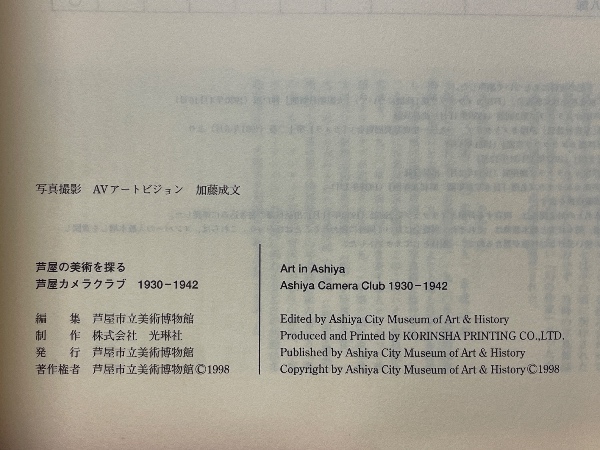 写真撮影 AVアートビジョン 加藤成文
芦屋の美術を探る
芦屋カメラクラブ 1930−1942
編 集 芦屋市立美術博物館
制 作 株式会社 光琳社
発 行 芦屋市立美術博物館
著作権者 芦屋市立美術博物館©1998
Art in Ashiya
Ashiya Camera Club 1930−1942
Edited by Ashiya City Museum of Art & History
Produced and Printed by KORINSHA PRINTING CO.,LTD.
Published by Ashiya City Museum of Art & History
Copyright by Ashiya City Museum of Art & History©1998